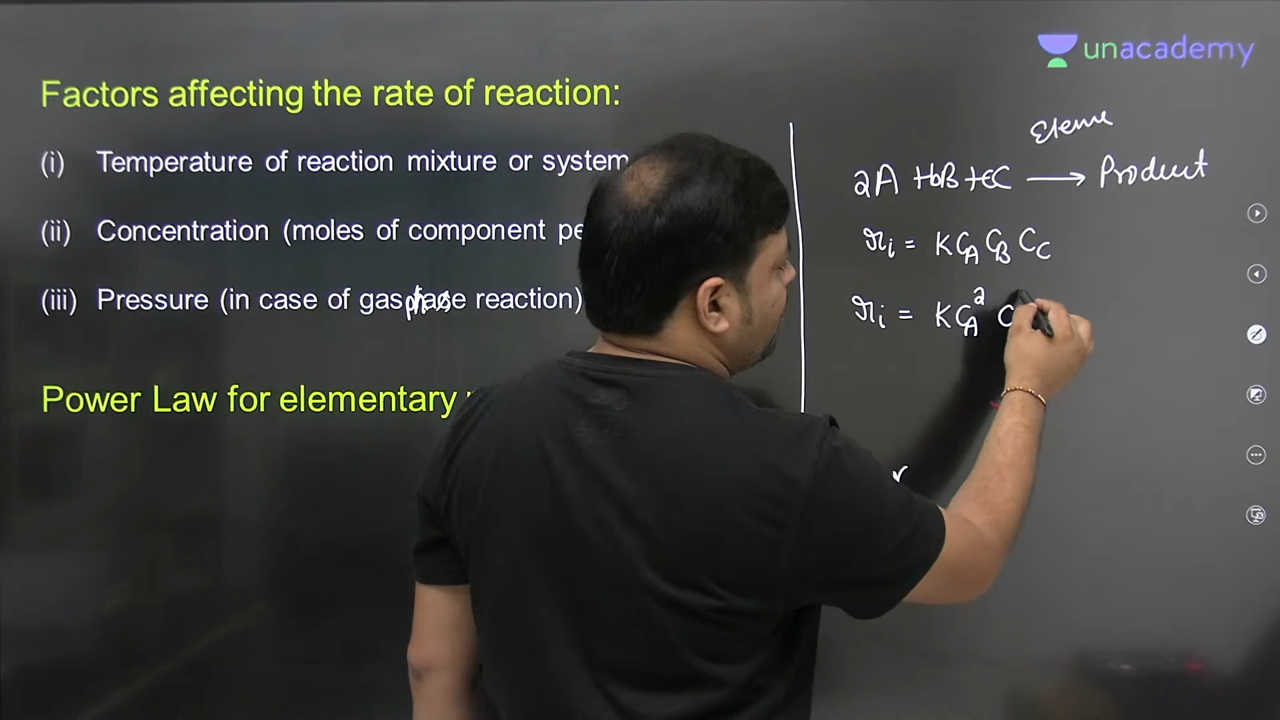 unacademy
Factors affecting the rate of reaction:
(i) Temperature of reaction mixture or system
(ii) Concentration (moles of component pe
(iii) Pressure (in case of gas phase reaction)
Power Law for elementary
Eleme
2A + bB + cC → Product
ri = K CA CB CC
ri = K CA² C